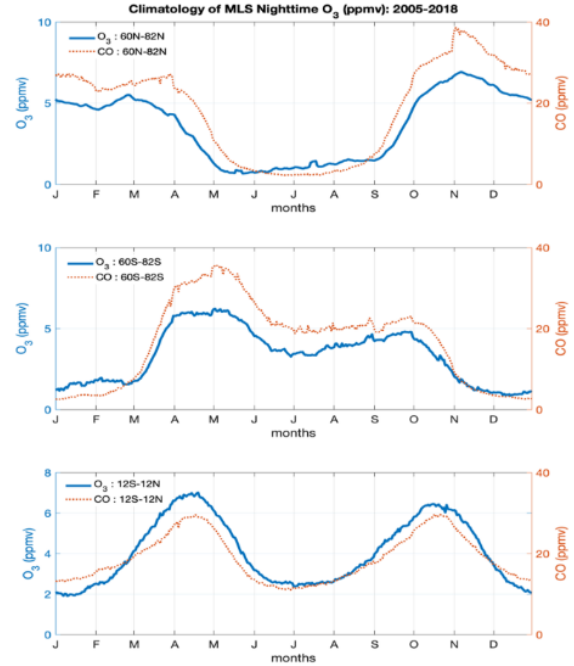 Climatology of MLS Nighttime O3 (ppmv): 2005-2018
O3 : 60N-82N
CO : 60N-82N
10
5
0
O3 (ppmv)
40
20
0
CO (ppmv)
J F M A M J J A S O N D
months
O3 : 60S-82S
CO : 60S-82S
10
5
0
O3 (ppmv)
40
20
0
CO (ppmv)
J F M A M J J A S O N D
months
O3 : 12S-12N
CO : 12S-12N
8
6
4
2
0
O3 (ppmv)
40
20
0
CO (ppmv)
J F M A M J J A S O N D
months